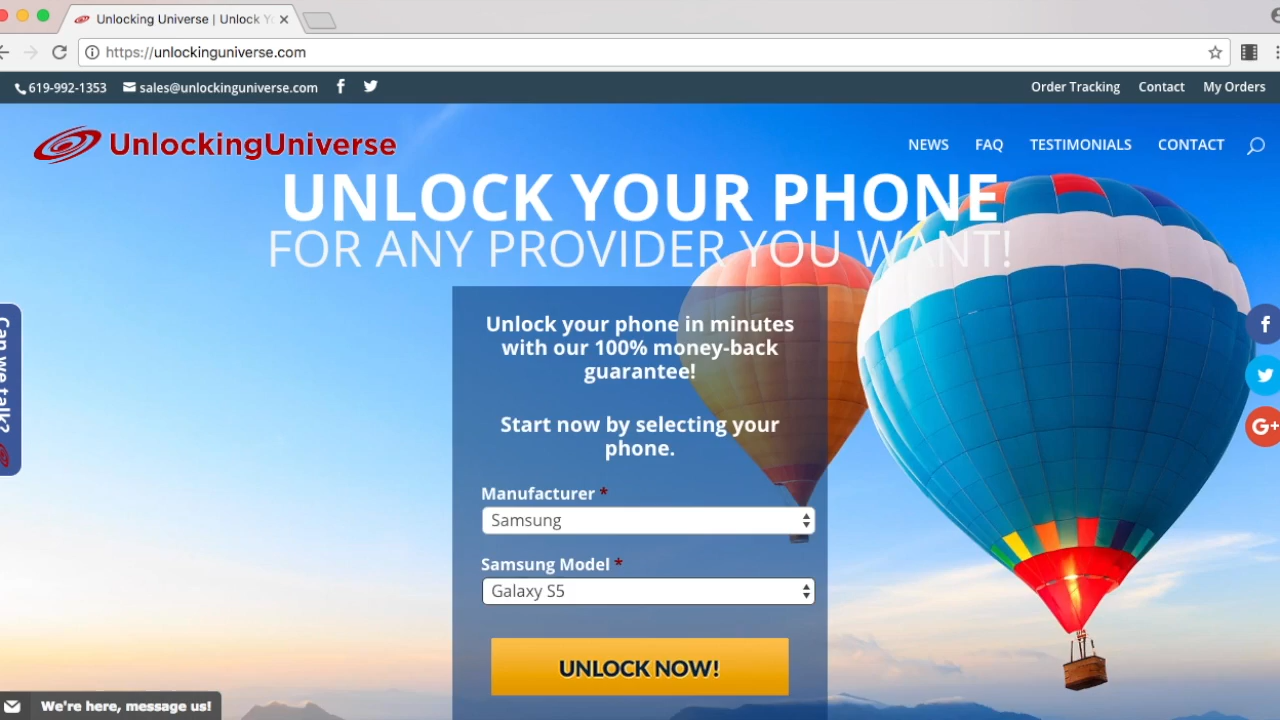 Unlocking Universe | Unlock Yo
https://unlockinguniverse.com
619-992-1353 sales@unlockinguniverse.com
Order Tracking Contact My Orders
UnlockingUniverse
NEWS FAQ TESTIMONIALS CONTACT
UNLOCK YOUR PHONE
FOR ANY PROVIDER YOU WANT!
Unlock your phone in minutes
with our 100% money-back
guarantee!
Start now by selecting your
phone.
Manufacturer *
Samsung
Samsung Model *
Galaxy S5
UNLOCK NOW!
Can we talk?
G+
We're here, message us!